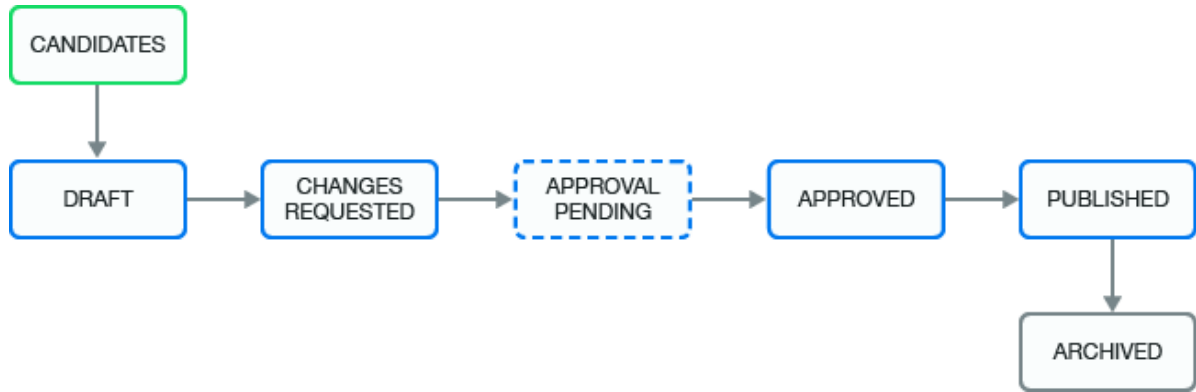 CANDIDATES
DRAFT
CHANGES
REQUESTED
APPROVAL
PENDING
APPROVED
PUBLISHED
ARCHIVED